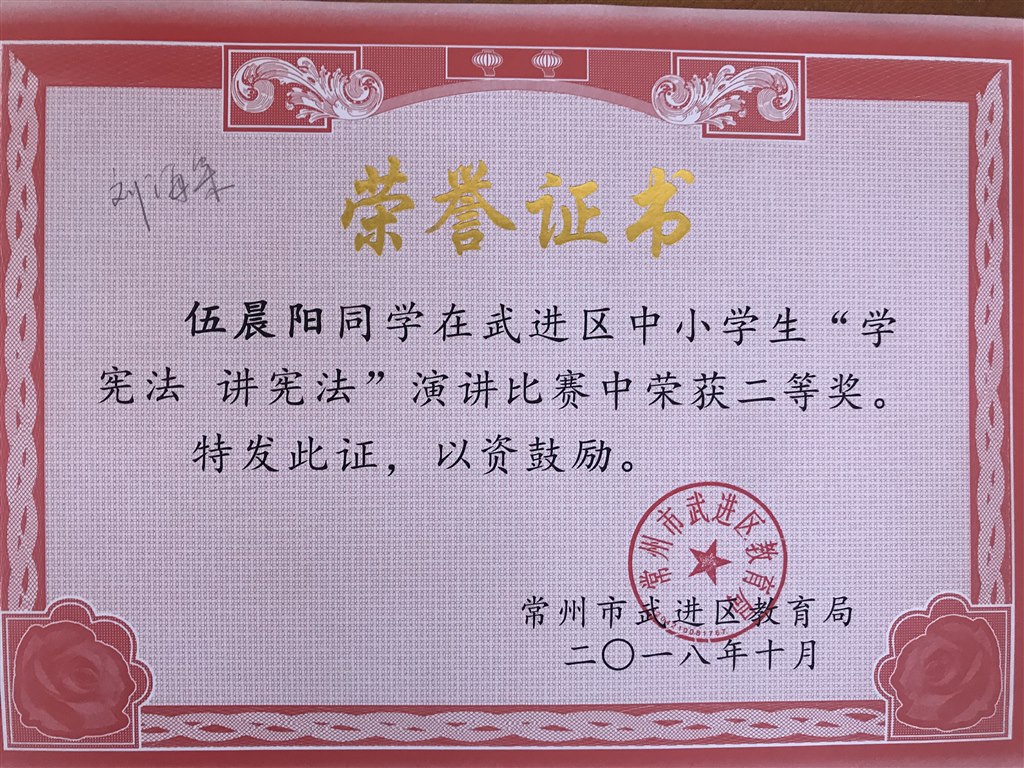 荣誉证书
伍晨阳同学在武进区中小学生“学
宪法 讲宪法”演讲比赛中荣获二等奖。
特发此证，以资鼓励。
常州市武进区教育局
常州市武进区教育局
二〇一八年十月